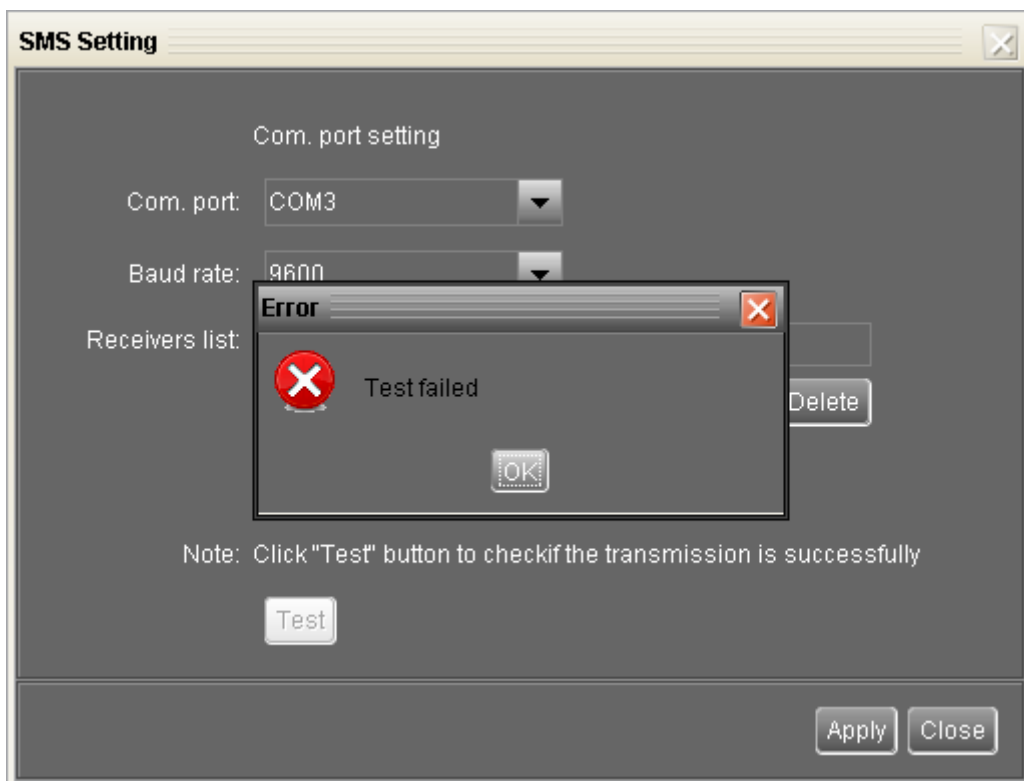 SMS Setting
Com. port setting
Com. port: COM3
Baud rate: 9600
Error
Receivers list:
Test failed
Delete
OK
Note: Click "Test" button to checkif the transmission is successfully
Test
Apply Close